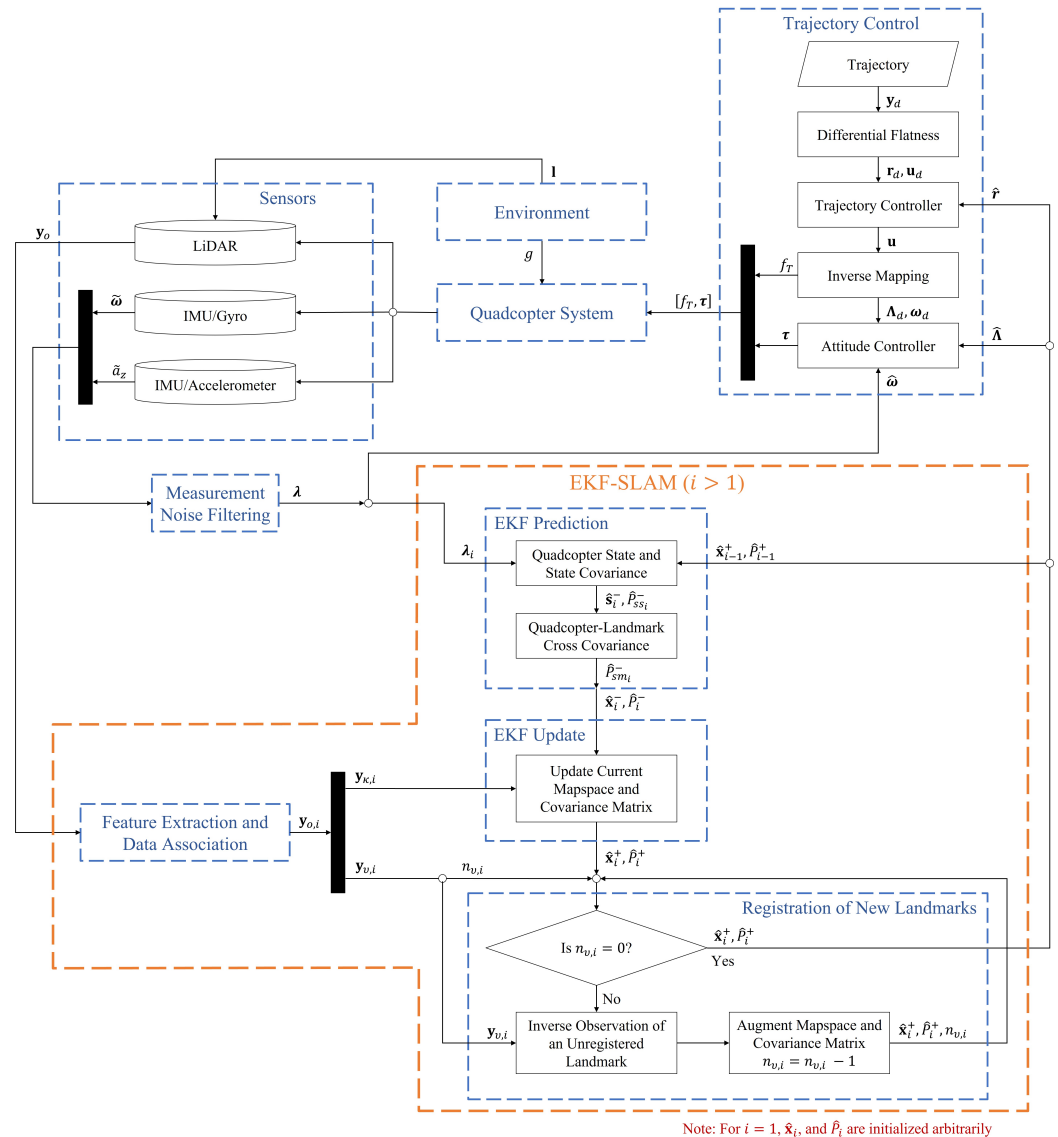 Trajectory Control
Trajectory
𝐲_d
Differential Flatness
𝐫_d, 𝐮_d
Trajectory Controller
r̂
𝐮
Inverse Mapping
f_T
𝚲_d, 𝛚_d
Attitude Controller
𝛕
𝚲̂
𝛚̂
[f_T, 𝛕]
𝐥
Environment
g
Quadcopter System
Sensors
𝐲_o
LiDAR
𝛚̃
IMU/Gyro
ã_z
IMU/Accelerometer
Measurement
Noise Filtering
𝛌
EKF-SLAM (i > 1)
EKF Prediction
𝛌_i
Quadcopter State and
State Covariance
𝐱̂⁺_{i−1}, P̂⁺_{i−1}
𝐬̂⁻_i, P̂⁻_{ss_i}
Quadcopter-Landmark
Cross Covariance
P̂⁻_{sm_i}
𝐱̂⁻_i, P̂⁻_i
EKF Update
Update Current
Mapspace and
Covariance Matrix
𝐲_{κ,i}
Feature Extraction and
Data Association
𝐲_{o,i}
𝐲_{υ,i}
n_{υ,i}
𝐱̂⁺_i, P̂⁺_i
Registration of New Landmarks
Is n_{υ,i} = 0?
𝐱̂⁺_i, P̂⁺_i
Yes
No
𝐲_{υ,i}
Inverse Observation of
an Unregistered
Landmark
Augment Mapspace and
Covariance Matrix
n_{υ,i} = n_{υ,i} − 1
𝐱̂⁺_i, P̂⁺_i, n_{υ,i}
Note: For i = 1, 𝐱̂_i, and P̂_i are initialized arbitrarily